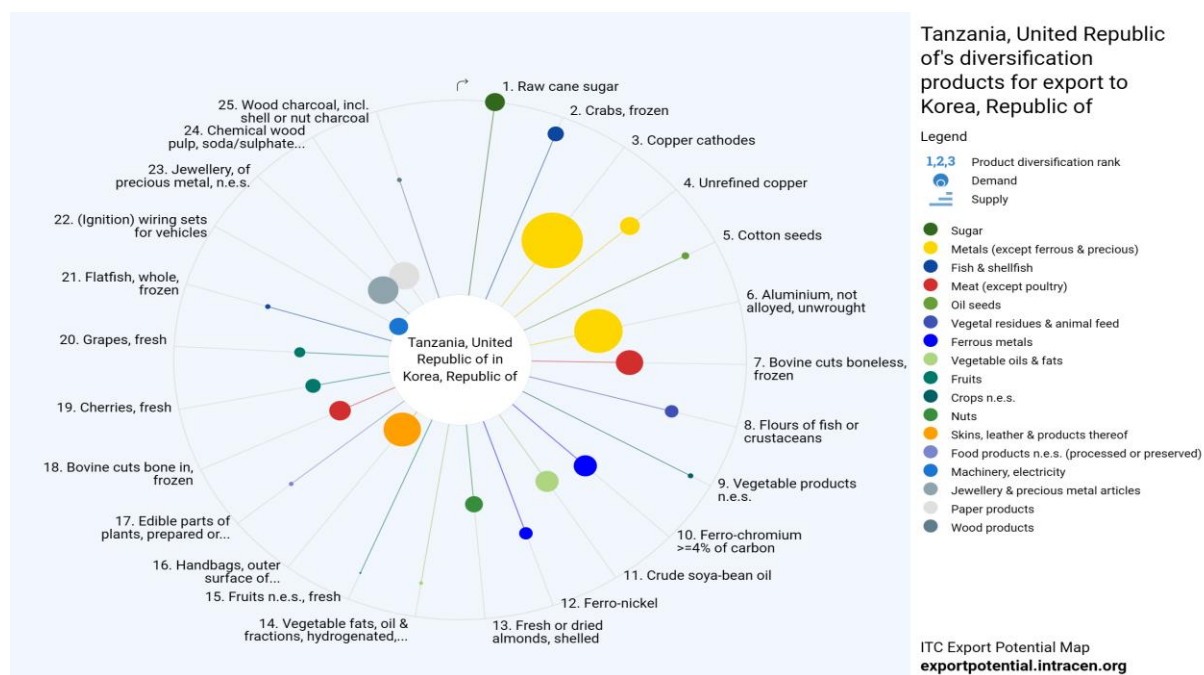 1. Raw cane sugar
2. Crabs, frozen
3. Copper cathodes
4. Unrefined copper
5. Cotton seeds
6. Aluminium, not
alloyed, unwrought
7. Bovine cuts boneless,
frozen
8. Flours of fish or
crustaceans
9. Vegetable products
n.e.s.
10. Ferro-chromium
>=4% of carbon
11. Crude soya-bean oil
12. Ferro-nickel
13. Fresh or dried
almonds, shelled
14. Vegetable fats, oil &
fractions, hydrogenated,...
15. Fruits n.e.s., fresh
16. Handbags, outer
surface of...
17. Edible parts of
plants, prepared or...
18. Bovine cuts bone in,
frozen
19. Cherries, fresh
20. Grapes, fresh
21. Flatfish, whole,
frozen
22. (Ignition) wiring sets
for vehicles
23. Jewellery, of
precious metal, n.e.s.
24. Chemical wood
pulp, soda/sulphate...
25. Wood charcoal, incl.
shell or nut charcoal
Tanzania, United
Republic of in
Korea, Republic of
Tanzania, United Republic
of's diversification
products for export to
Korea, Republic of
Legend
1,2,3 Product diversification rank
Demand
Supply
Sugar
Metals (except ferrous & precious)
Fish & shellfish
Meat (except poultry)
Oil seeds
Vegetal residues & animal feed
Ferrous metals
Vegetable oils & fats
Fruits
Crops n.e.s.
Nuts
Skins, leather & products thereof
Food products n.e.s. (processed or preserved)
Machinery, electricity
Jewellery & precious metal articles
Paper products
Wood products
ITC Export Potential Map
exportpotential.intracen.org